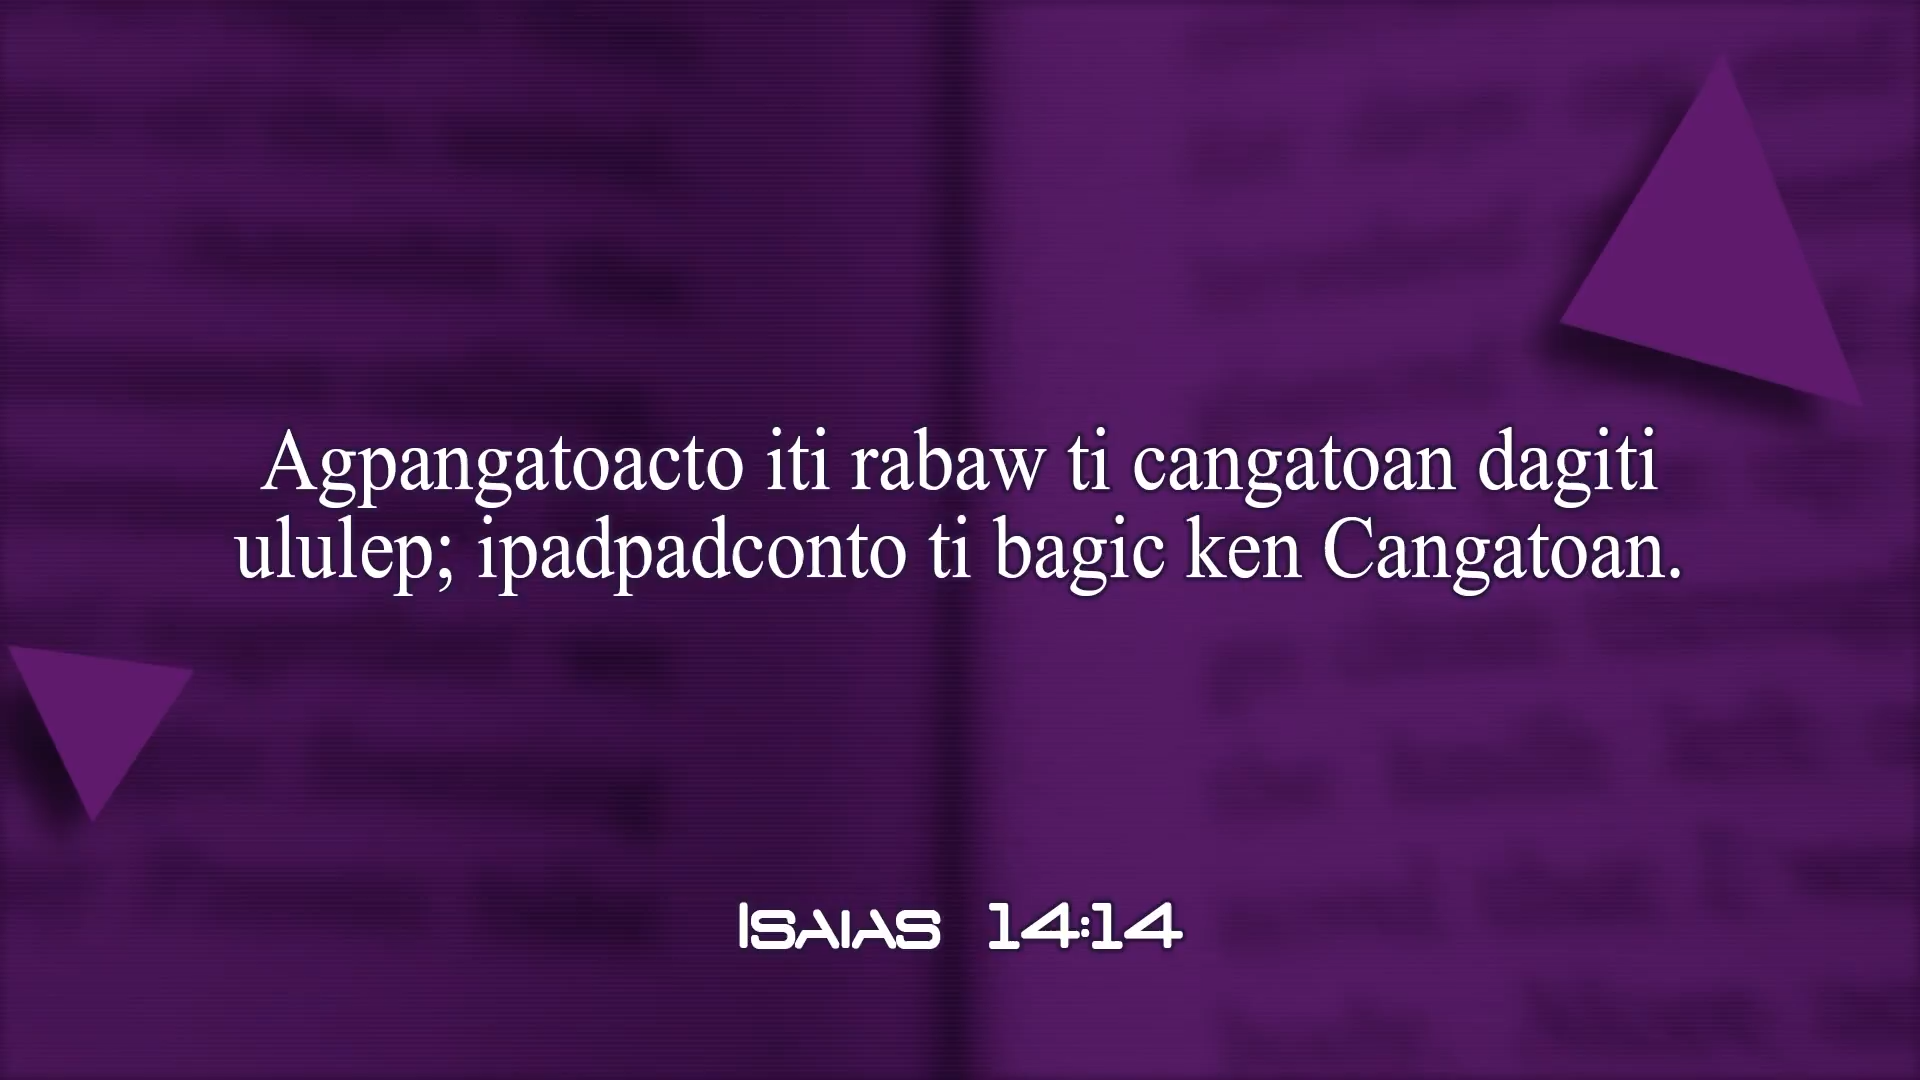 Agpangatoacto iti rabaw ti cangatoan dagiti
ululep; ipadpadconto ti bagic ken Cangatoan.
Isaias 14:14